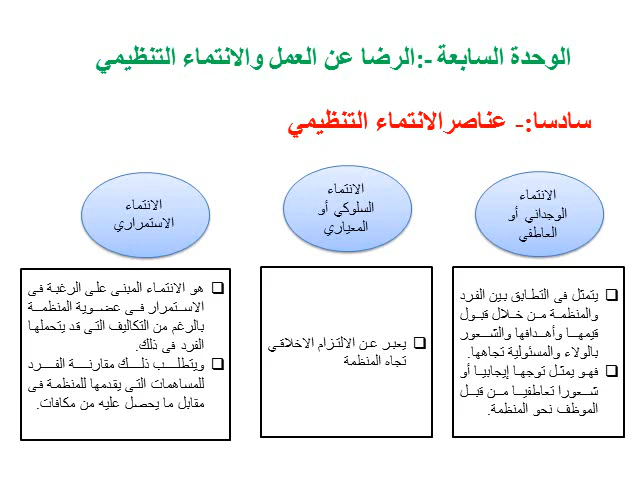 الوحدة السابعة -:الرضا عن العمل والانتماء التنظيمي
سادسا:- عناصرالانتماء التنظيمي
الانتماء
الوجداني أو
العاطفي
الانتماء
السلوكي أو
المعياري
الانتماء
الاستمراري
يتمثل فى التطابق بين الفرد
والمنظمة من خلال قبول
قيمها وأهدافها والشعور
بالولاء والمسئولية تجاهها.
فهو يمثل توجها إيجابيا أو
شعورا تعاطفيا من قبل
الموظف نحو المنظمة.
يعبر عن الالتزام الاخلاقي
تجاه المنظمة
هو الانتماء المبنى على الرغبة فى
الاستمرار فى عضوية المنظمة
بالرغم من التكاليف التى قد يتحملها
الفرد فى ذلك.
ويتطلب ذلك مقارنة الفرد
للمساهمات التى يقدمها للمنظمة فى
مقابل ما يحصل عليه من مكافات.